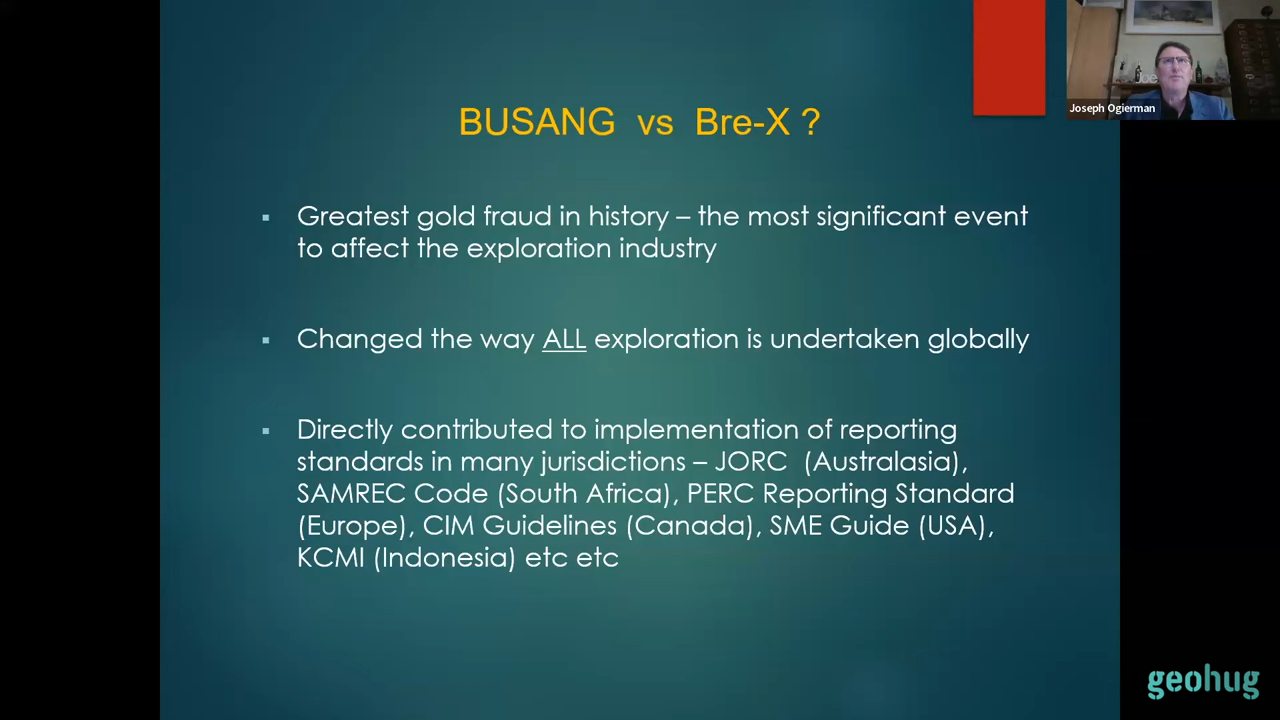 BUSANG vs Bre-X ?
Greatest gold fraud in history – the most significant event
to affect the exploration industry
Changed the way ALL exploration is undertaken globally
Directly contributed to implementation of reporting
standards in many jurisdictions – JORC (Australasia),
SAMREC Code (South Africa), PERC Reporting Standard
(Europe), CIM Guidelines (Canada), SME Guide (USA),
KCMI (Indonesia) etc etc
Joe
Joseph Ogierman
geohug